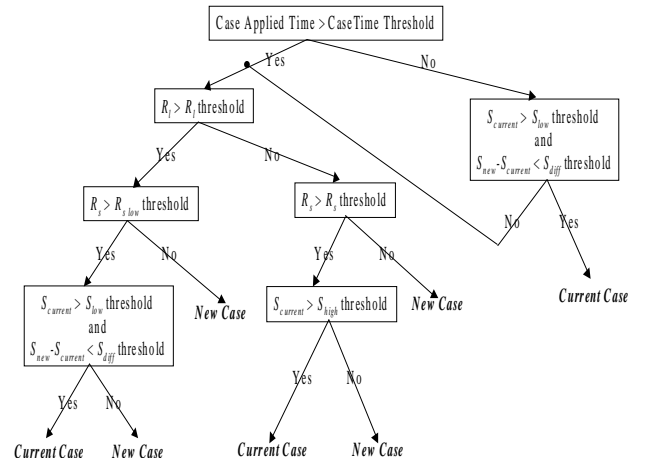 Case Applied Time > CaseTime Threshold
Yes
No
R_l > R_l threshold
S_current > S_low threshold
and
S_new-S_current < S_diff threshold
Yes
No
R_s > R_s low threshold
R_s > R_s threshold
No
Yes
Yes
No
Yes
No
S_current > S_low threshold
and
S_new-S_current < S_diff threshold
New Case
S_current > S_high threshold
New Case
Current Case
Yes
No
Yes
No
Current Case
New Case
Current Case
New Case